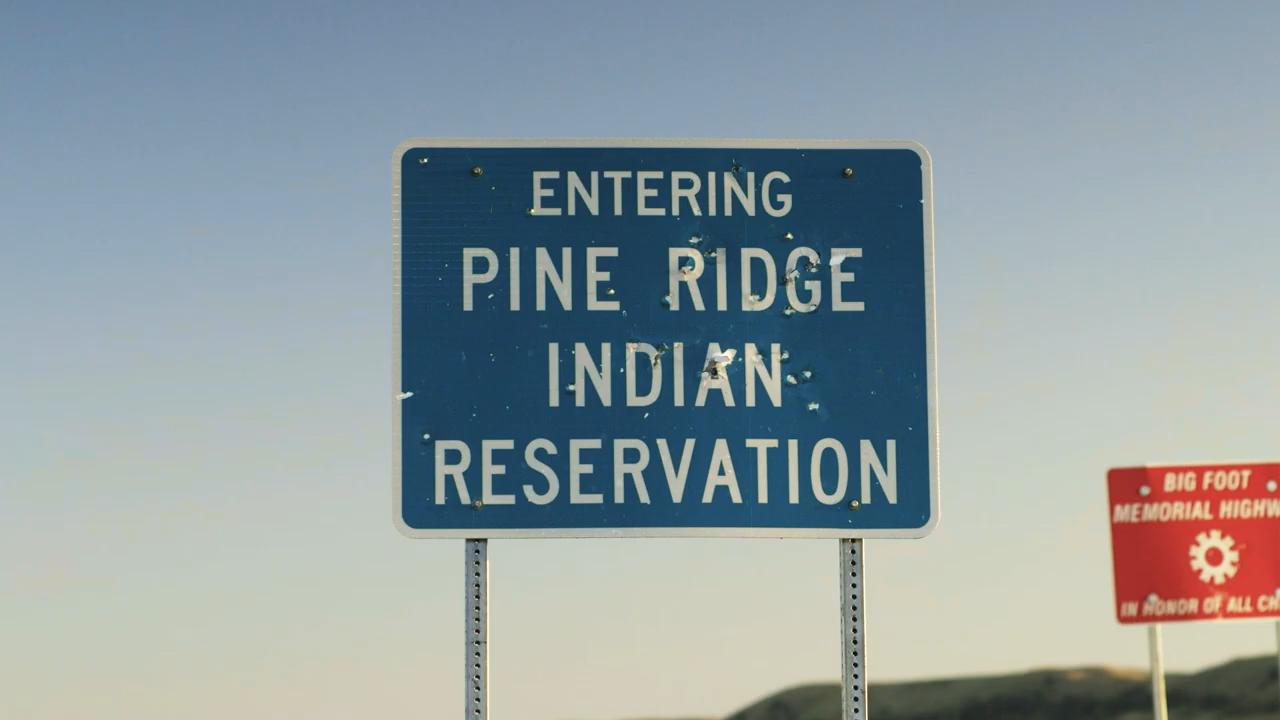 ENTERING
PINE RIDGE
INDIAN
RESERVATION
BIG FOOT
MEMORIAL
IN HONOR OF ALL